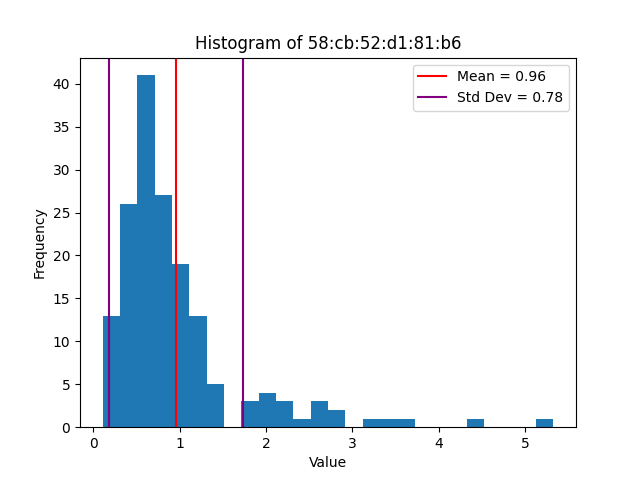 Histogram of 58:cb:52:d1:81:b6
Mean = 0.96
Std Dev = 0.78
Frequency
40
35
30
25
20
15
10
5
0
0 1 2 3 4 5
Value